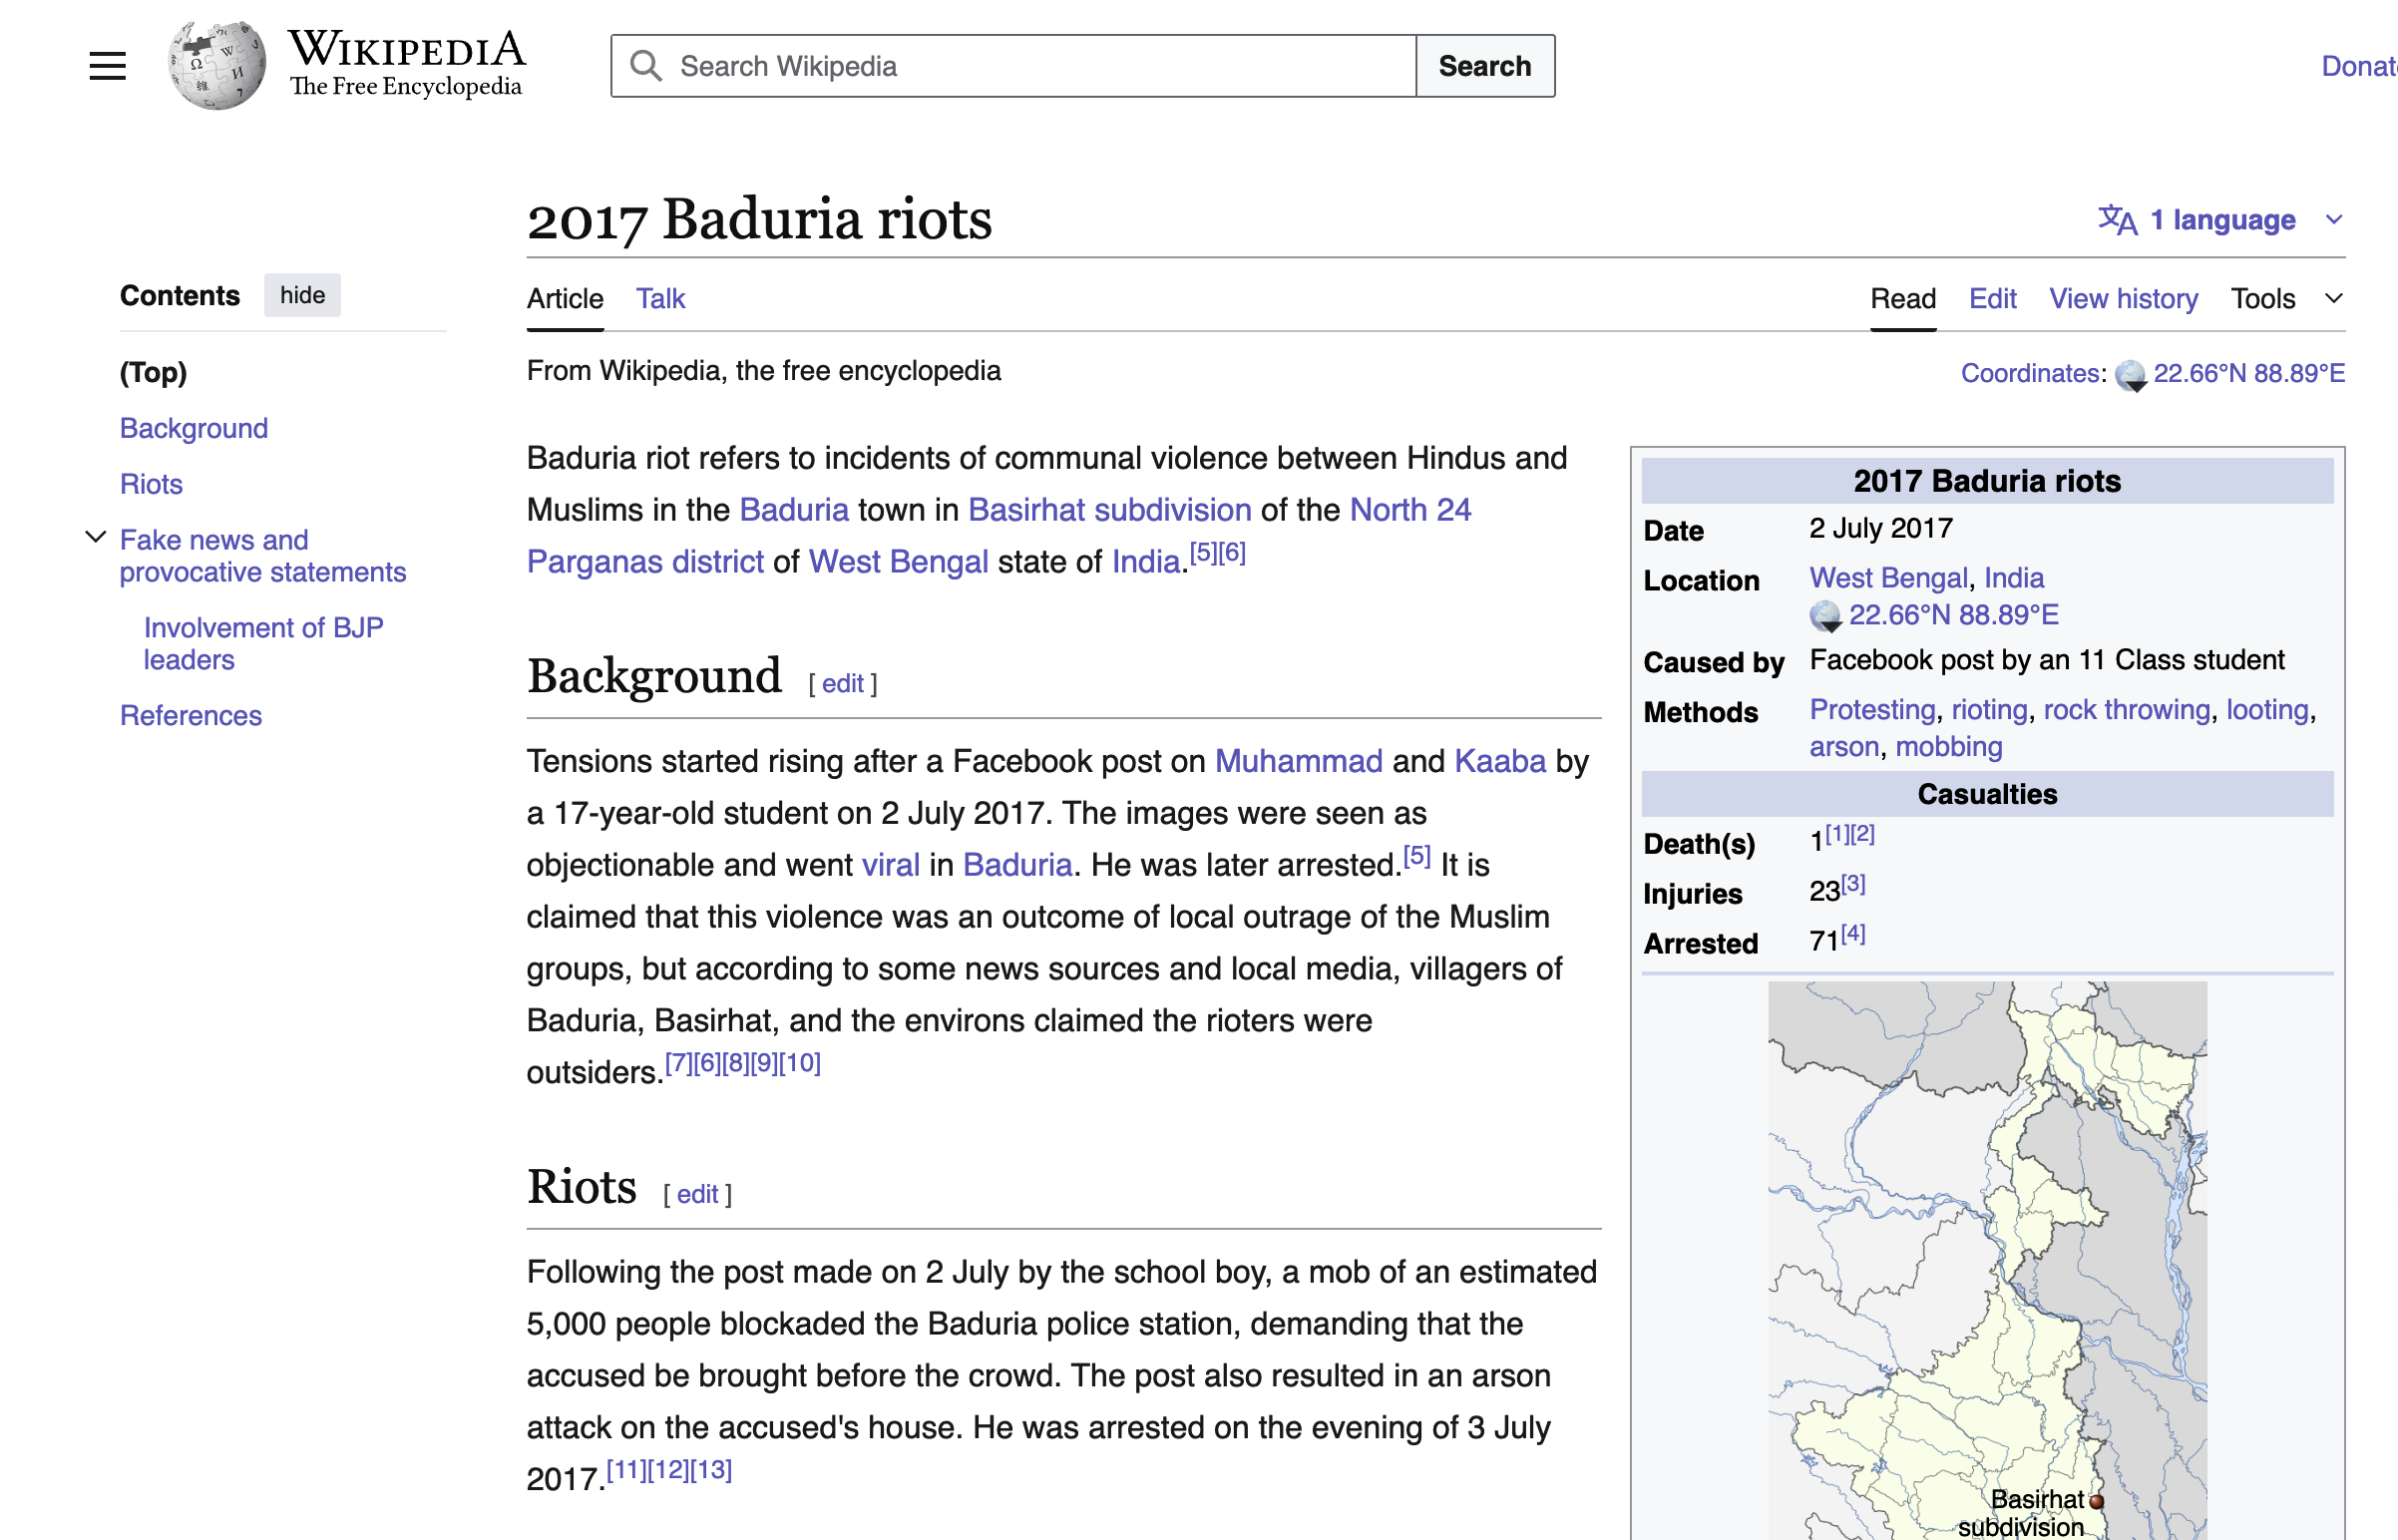 WIKIPEDIA
The Free Encyclopedia
Search Wikipedia
Search
Donat
Contents
hide
(Top)
Background
Riots
Fake news and
provocative statements
Involvement of BJP
leaders
References
2017 Baduria riots
1 language
Article
Talk
Read
Edit
View history
Tools
From Wikipedia, the free encyclopedia
Coordinates: 22.66°N 88.89°E
Baduria riot refers to incidents of communal violence between Hindus and
Muslims in the Baduria town in Basirhat subdivision of the North 24
Parganas district of West Bengal state of India.[5][6]
Background [ edit ]
Tensions started rising after a Facebook post on Muhammad and Kaaba by
a 17-year-old student on 2 July 2017. The images were seen as
objectionable and went viral in Baduria. He was later arrested.[5] It is
claimed that this violence was an outcome of local outrage of the Muslim
groups, but according to some news sources and local media, villagers of
Baduria, Basirhat, and the environs claimed the rioters were
outsiders.[7][6][8][9][10]
Riots [ edit ]
Following the post made on 2 July by the school boy, a mob of an estimated
5,000 people blockaded the Baduria police station, demanding that the
accused be brought before the crowd. The post also resulted in an arson
attack on the accused's house. He was arrested on the evening of 3 July
2017.[11][12][13]
2017 Baduria riots
Date 2 July 2017
Location West Bengal, India
22.66°N 88.89°E
Caused by Facebook post by an 11 Class student
Methods Protesting, rioting, rock throwing, looting,
arson, mobbing
Casualties
Death(s) 1[1][2]
Injuries 23[3]
Arrested 71[4]
Basirhat
subdivision